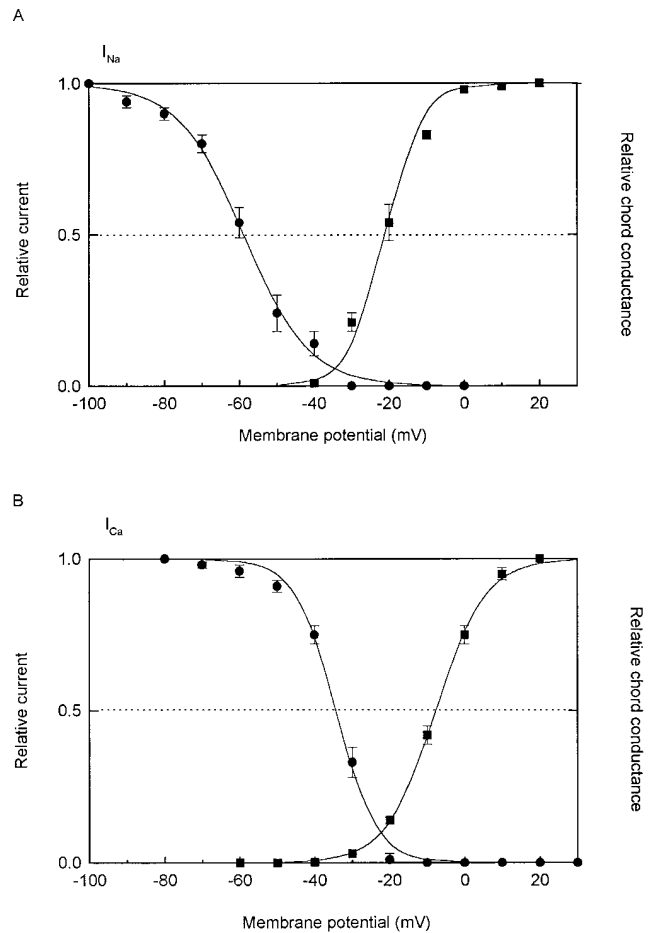 A
I_Na
1.0
0.5
0.0
Relative current
Relative chord conductance
-100 -80 -60 -40 -20 0 20
Membrane potential (mV)
B
I_Ca
1.0
0.5
0.0
Relative current
Relative chord conductance
-100 -80 -60 -40 -20 0 20
Membrane potential (mV)